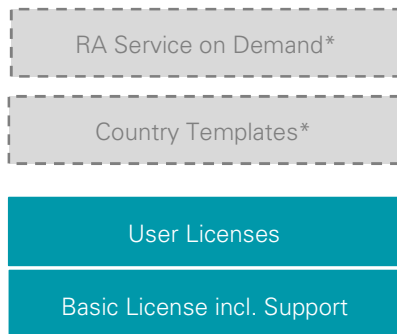 RA Service on Demand*
Country Templates*
User Licenses
Basic License incl. Support